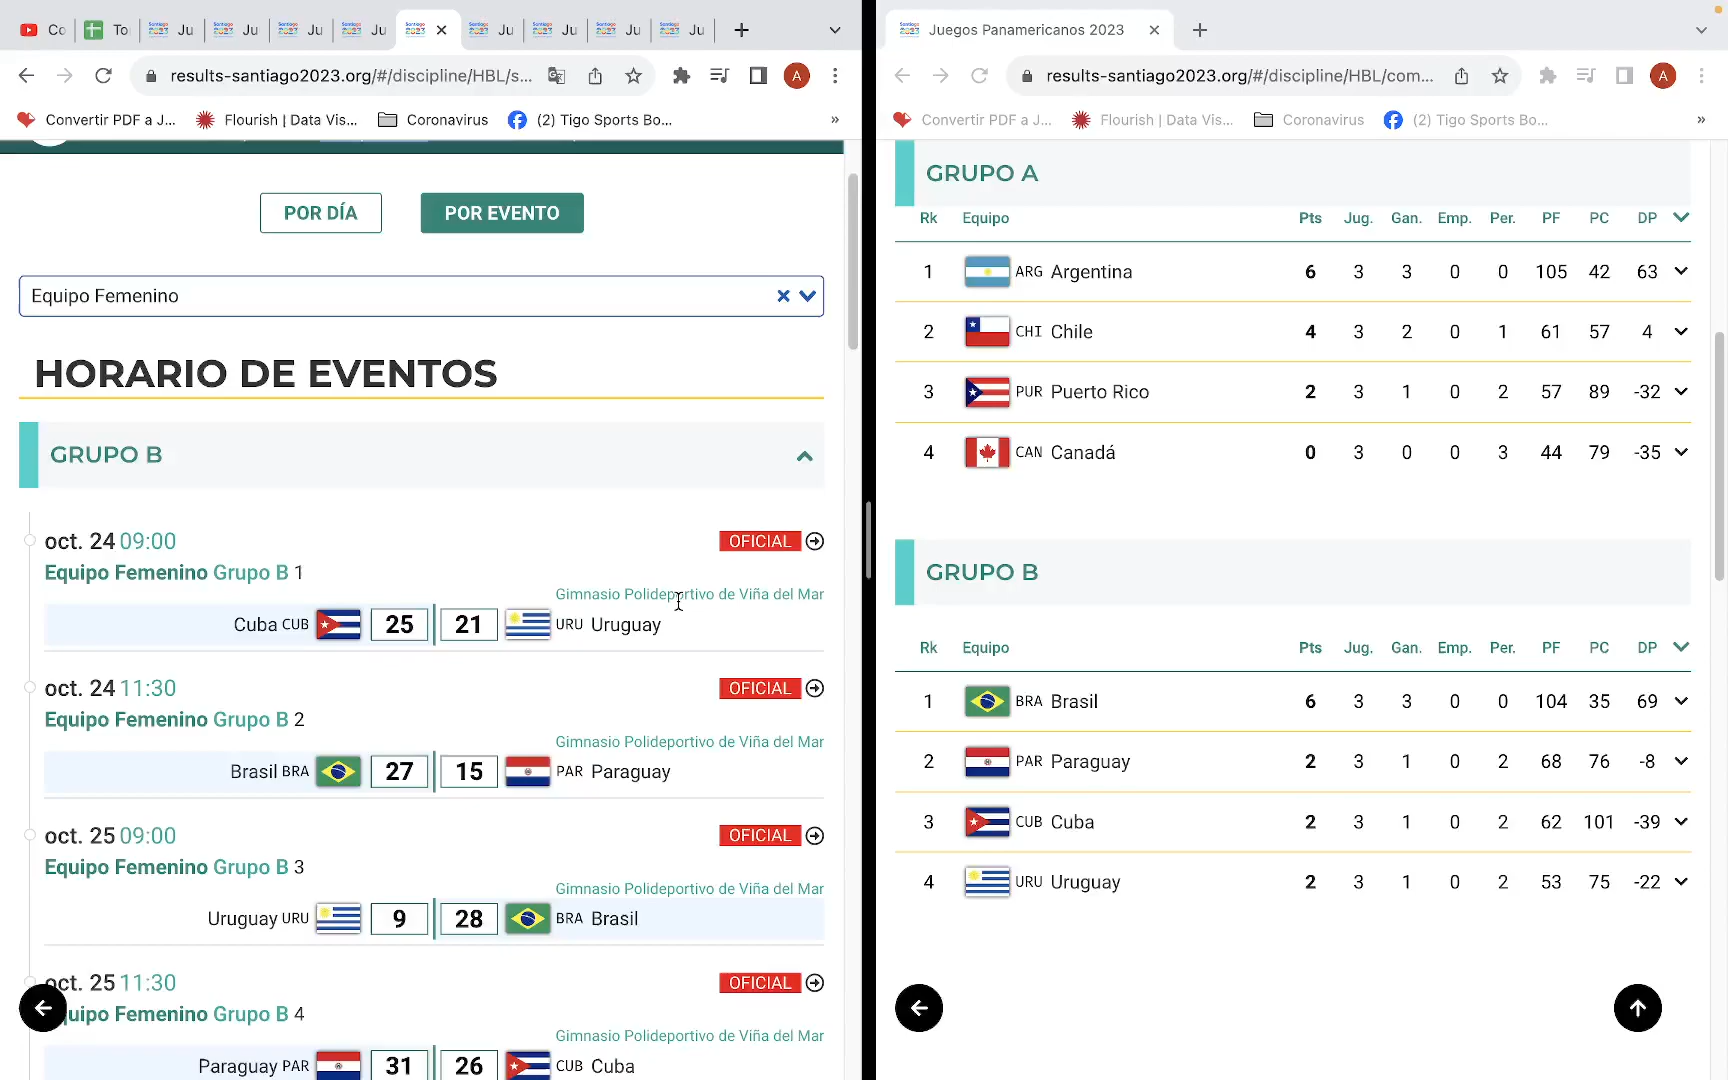 Co
To
Ju
Ju
Ju
Ju
Ju
Ju
Ju
Ju
results-santiago2023.org/#/discipline/HBL/s...
A
Convertir PDF a J...
Flourish | Data Vis...
Coronavirus
(2) Tigo Sports Bo...
»
POR DÍA
POR EVENTO
Equipo Femenino
HORARIO DE EVENTOS
GRUPO B
oct. 24 09:00 OFICIAL
Equipo Femenino Grupo B 1
Gimnasio Polideportivo de Viña del Mar
Cuba CUB 25 21 URU Uruguay
oct. 24 11:30 OFICIAL
Equipo Femenino Grupo B 2
Gimnasio Polideportivo de Viña del Mar
Brasil BRA 27 15 PAR Paraguay
oct. 25 09:00 OFICIAL
Equipo Femenino Grupo B 3
Gimnasio Polideportivo de Viña del Mar
Uruguay URU 9 28 BRA Brasil
oct. 25 11:30 OFICIAL
quipo Femenino Grupo B 4
Gimnasio Polideportivo de Viña del Mar
Paraguay PAR 31 26 CUB Cuba
Juegos Panamericanos 2023
results-santiago2023.org/#/discipline/HBL/com...
A
Convertir PDF a J...
Flourish | Data Vis...
Coronavirus
(2) Tigo Sports Bo...
»
GRUPO A
Rk Equipo Pts Jug. Gan. Emp. Per. PF PC DP
1 ARG Argentina 6 3 3 0 0 105 42 63
2 CHI Chile 4 3 2 0 1 61 57 4
3 PUR Puerto Rico 2 3 1 0 2 57 89 -32
4 CAN Canadá 0 3 0 0 3 44 79 -35
GRUPO B
Rk Equipo Pts Jug. Gan. Emp. Per. PF PC DP
1 BRA Brasil 6 3 3 0 0 104 35 69
2 PAR Paraguay 2 3 1 0 2 68 76 -8
3 CUB Cuba 2 3 1 0 2 62 101 -39
4 URU Uruguay 2 3 1 0 2 53 75 -22